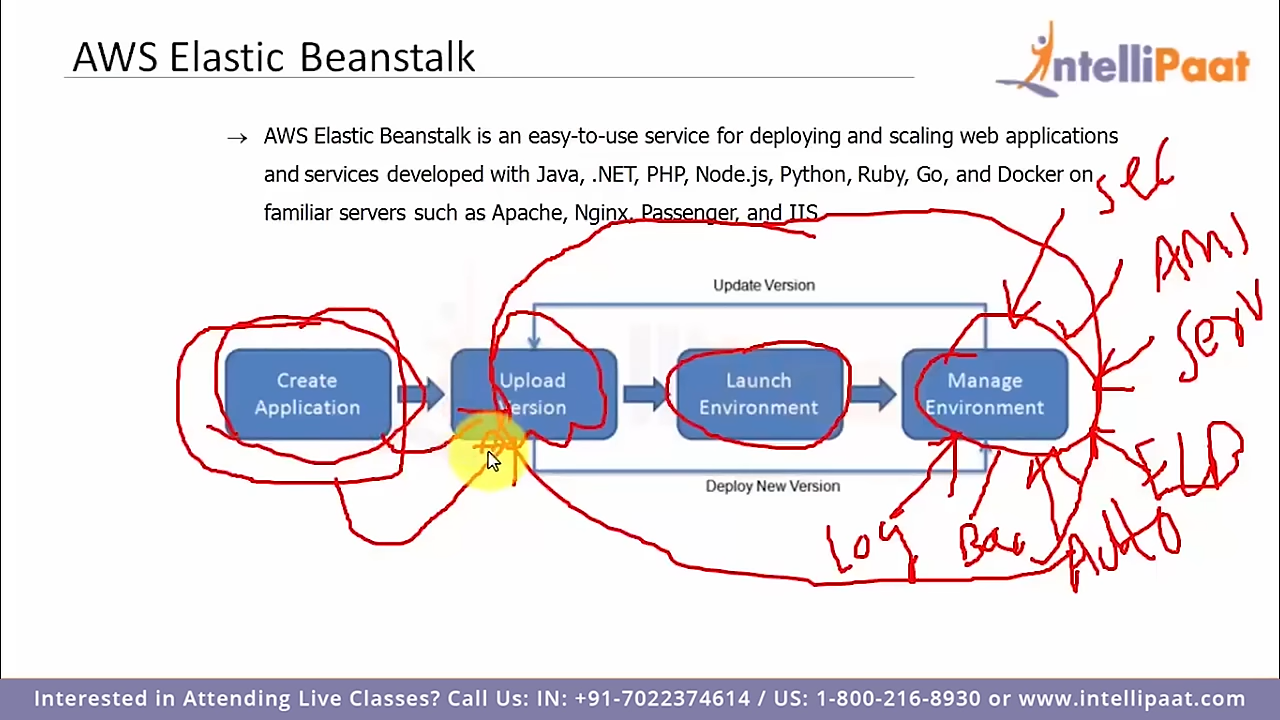 AWS Elastic Beanstalk
IntelliPaat
→ AWS Elastic Beanstalk is an easy-to-use service for deploying and scaling web applications
and services developed with Java, .NET, PHP, Node.js, Python, Ruby, Go, and Docker on
familiar servers such as Apache, Nginx, Passenger, and IIS
sec
AMI
Serv
Update Version
Create
Application
Upload
Version
Launch
Environment
Manage
Environment
Deploy New Version
ELB
Log
Bac
Auto
Interested in Attending Live Classes? Call Us: IN: +91-7022374614 / US: 1-800-216-8930 or www.intellipaat.com